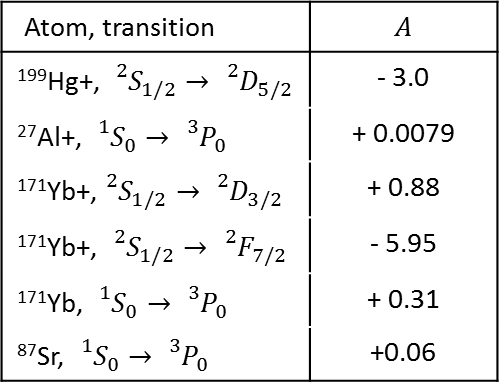 Atom, transition A
¹⁹⁹Hg+, ²S₁/₂ → ²D₅/₂ - 3.0
²⁷Al+, ¹S₀ → ³P₀ + 0.0079
¹⁷¹Yb+, ²S₁/₂ → ²D₃/₂ + 0.88
¹⁷¹Yb+, ²S₁/₂ → ²F₇/₂ - 5.95
¹⁷¹Yb, ¹S₀ → ³P₀ + 0.31
⁸⁷Sr, ¹S₀ → ³P₀ +0.06